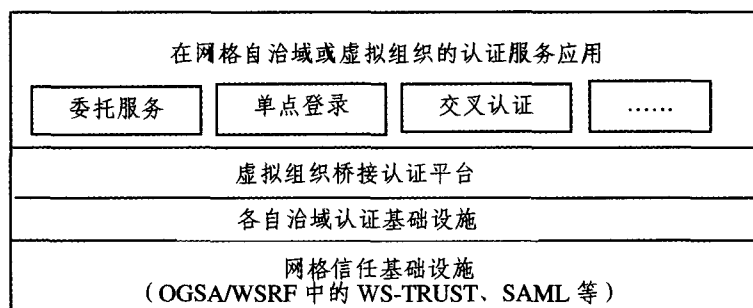 在网格自治域或虚拟组织的认证服务应用
委托服务 单点登录 交叉认证 ……
虚拟组织桥接认证平台
各自治域认证基础设施
网格信任基础设施
（OGSA/WSRF 中的 WS-TRUST、SAML 等）